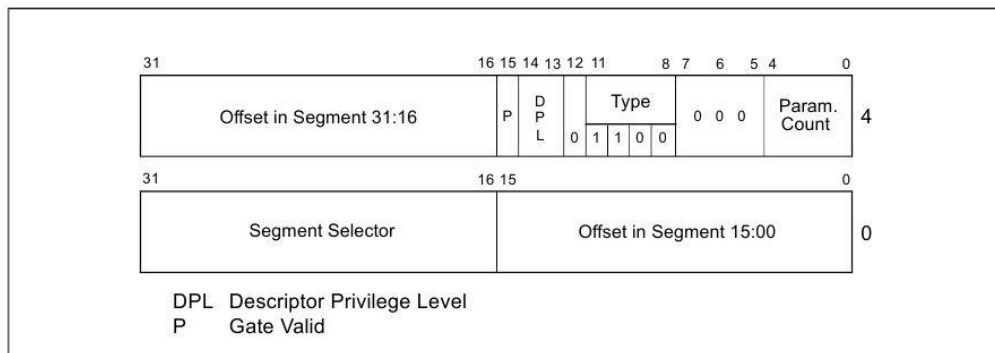 31 16 15 14 13 12 11 8 7 6 5 4 0
Offset in Segment 31:16 P DPL 0 Type 1 1 0 0 0 0 0 Param. Count 4
31 16 15 0
Segment Selector Offset in Segment 15:00 0
DPL Descriptor Privilege Level
P Gate Valid